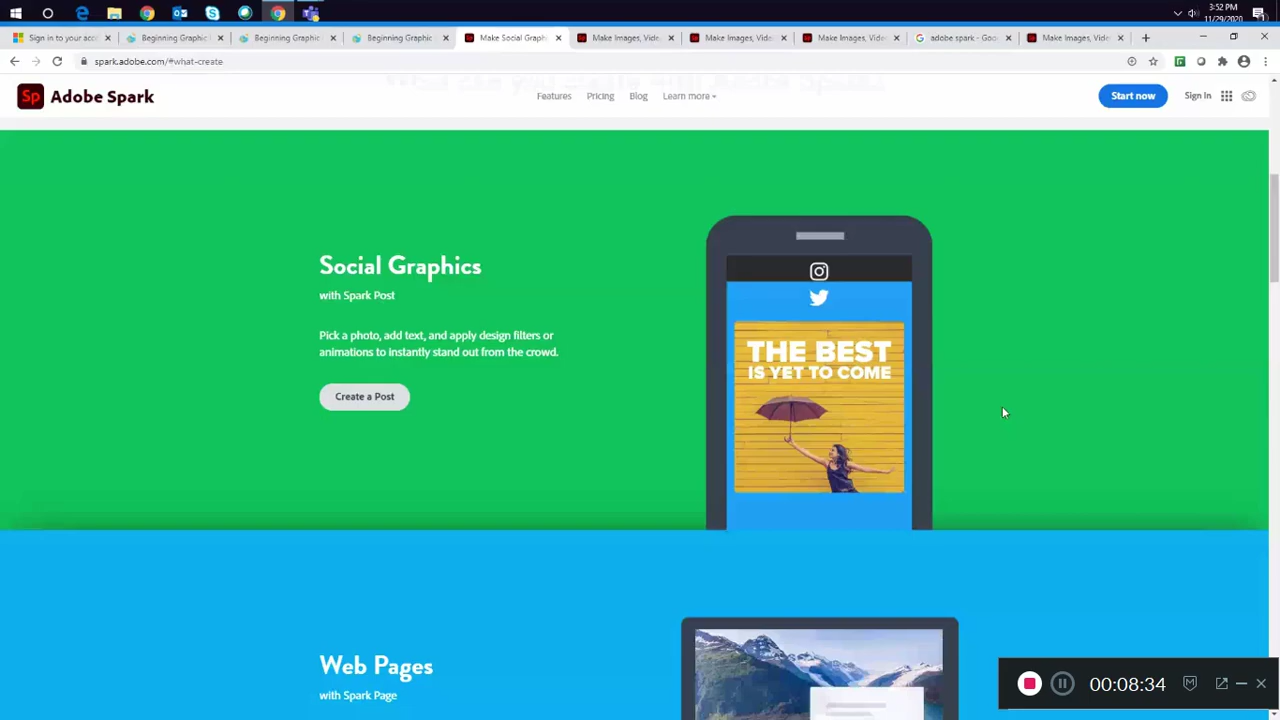 3:52 PM
11/29/2020
Sign in to your acc
Beginning Graphic
Beginning Graphic
Beginning Graphic
Make Social Graph
Make Images, Vide
Make Images, Vide
Make Images, Vide
adobe spark - Goo
Make Images, Vide
spark.adobe.com/#what-create
Sp Adobe Spark
Features
Pricing
Blog
Learn more
Start now
Sign In
Social Graphics
with Spark Post
Pick a photo, add text, and apply design filters or
animations to instantly stand out from the crowd.
Create a Post
THE BEST
IS YET TO COME
Web Pages
with Spark Page
00:08:34